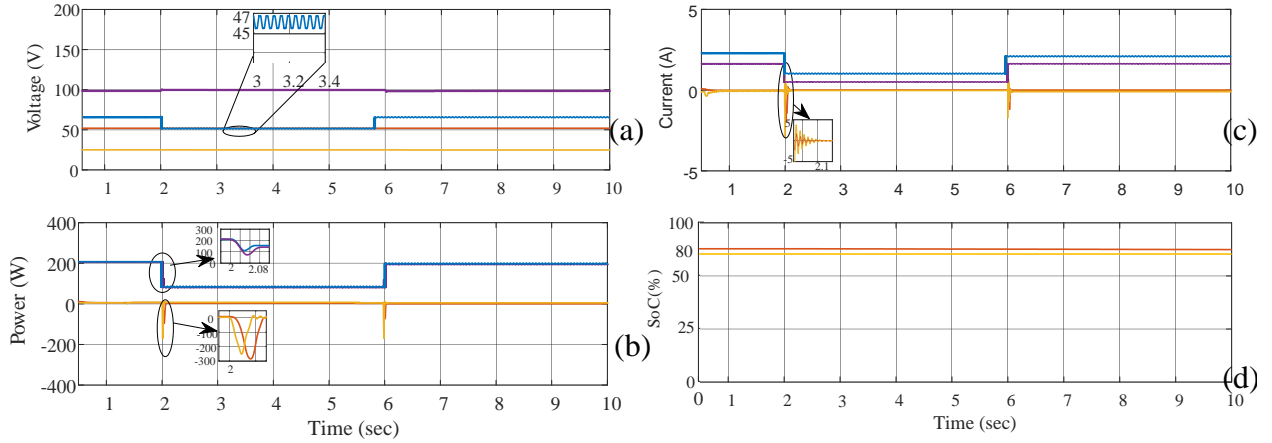 200
150
100
50
0
Voltage (V)
47
45
3
3.2
3.4
1 2 3 4 5 6 7 8 9 10
(a)
5
0
-5
Current (A)
5
-5
2.1
1 2 3 4 5 6 7 8 9 10
(c)
400
200
0
-200
-400
Power (W)
300
200
100
0
2
2.08
0
-100
-200
-300
2
1 2 3 4 5 6 7 8 9 10
Time (sec)
(b)
100
80
50
25
0
SoC(%)
0 1 2 3 4 5 6 7 8 9 10
Time (sec)
(d)